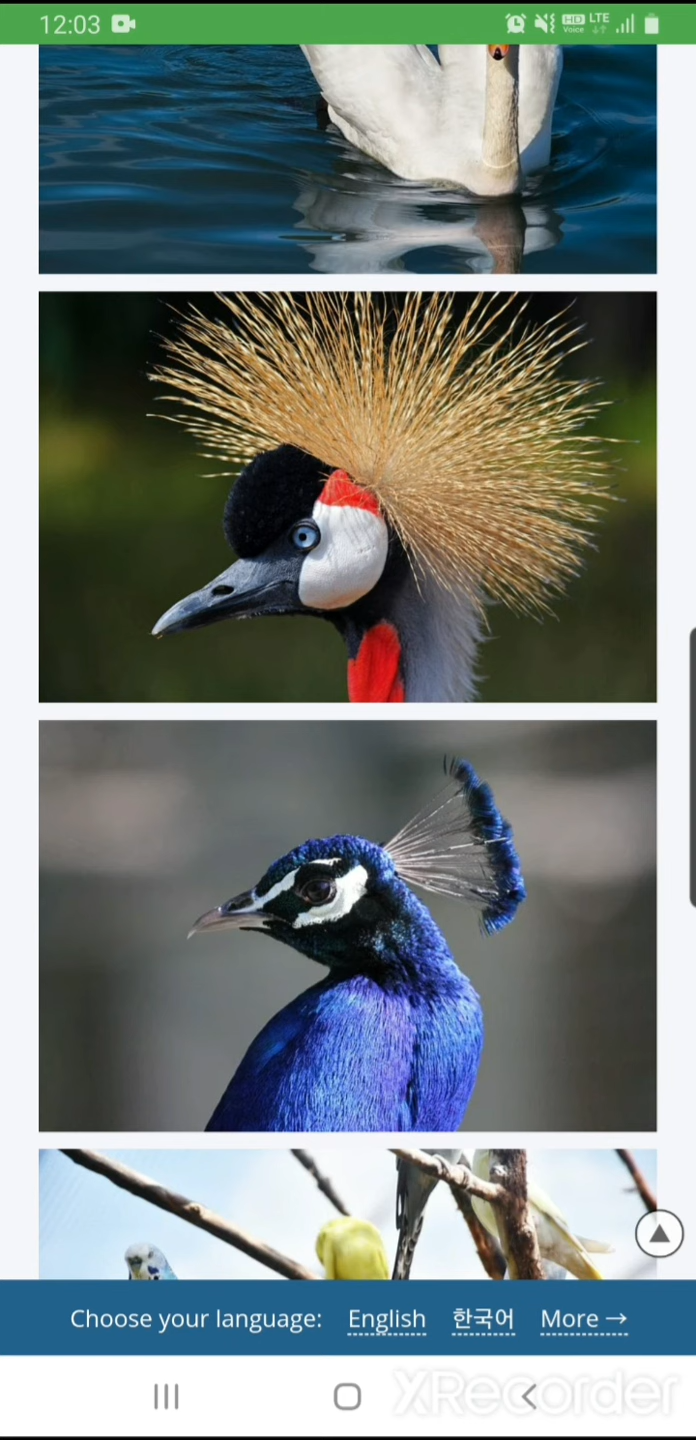 12:03
HD Voice LTE
Choose your language: English 한국어 More →
XRecorder